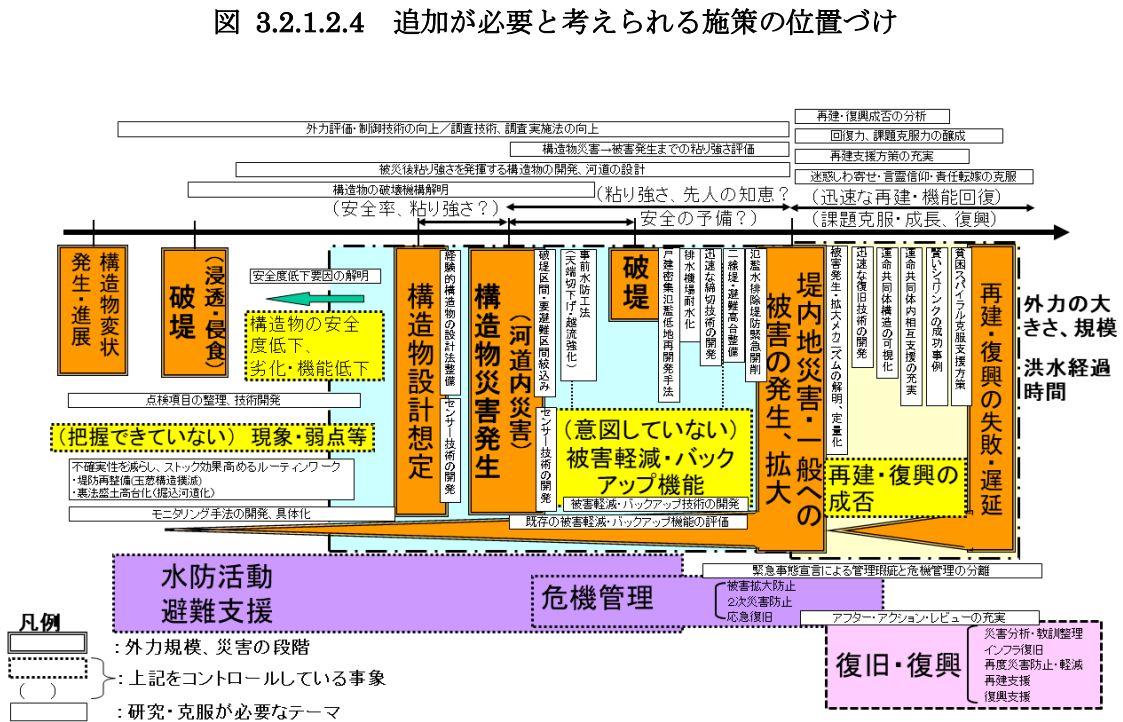 図 3.2.1.2.4　追加が必要と考えられる施策の位置づけ
再建・復興成否の分析
外力評価・制御技術の向上／調査技術、調査実施法の向上
回復力、課題克服力の醸成
構造物災害→被害発生までの粘り強さ評価
再建支援方策の充実
被災後粘り強さを発揮する構造物の開発、河道の設計
迷惑しわ寄せ・言霊信仰・責任転嫁の克服
構造物の破壊機構解明
（粘り強さ、先人の知恵？
（迅速な再建・機能回復）
（安全率、粘り強さ？）
安全の予備？）
（課題克服・成長、復興）
構造物変状
発生・進展
（浸透・侵食）
破堤
安全度低下要因の解明
構造物の安全
度低下、
劣化・機能低下
構造物設計想定
経験的構造物の設計法整備
センサー技術の開発
構造物災害発生
（河道内災害）
破堤区間・要避難区間絞込み
センサー技術の開発
事前水防工法
（天端切下げ・越流強化）
破堤
戸建密集氾濫低地再開発手法
排水機場耐水化
迅速な締切技術の開発
二線堤・避難高台整備
氾濫水排除堤防緊急開削
堤内地災害・一般への
被害の発生、拡大
被害発生・拡大メカニズムの解明、定量化
迅速な復旧技術の開発
運命共同体構造の可視化
運命共同体内相互支援の充実
賢いシュリンクの成功事例
貧困スパイラル克服支援方策
再建・復興の失敗・遅延
外力の大
きさ、規模
洪水経過
時間
点検項目の整理、技術開発
（把握できていない） 現象・弱点等
（意図していない）
被害軽減・バック
アップ機能
再建・復興の
成否
不確実性を減らし、ストック効果高めるルーティンワーク
・堤防再整備(玉葱構造撲滅)
・裏法盛土高台化(掘込河道化)
被害軽減・バックアップ技術の開発
モニタリング手法の開発、具体化
既存の被害軽減・バックアップ機能の評価
水防活動
避難支援
危機管理
緊急事態宣言による管理瑕疵と危機管理の分離
被害拡大防止
2次災害防止
応急復旧
アフター・アクション・レビューの充実
復旧・復興
災害分析・教訓整理
インフラ復旧
再度災害防止・軽減
再建支援
復興支援
凡例
：外力規模、災害の段階
（　）
：上記をコントロールしている事象
：研究・克服が必要なテーマ